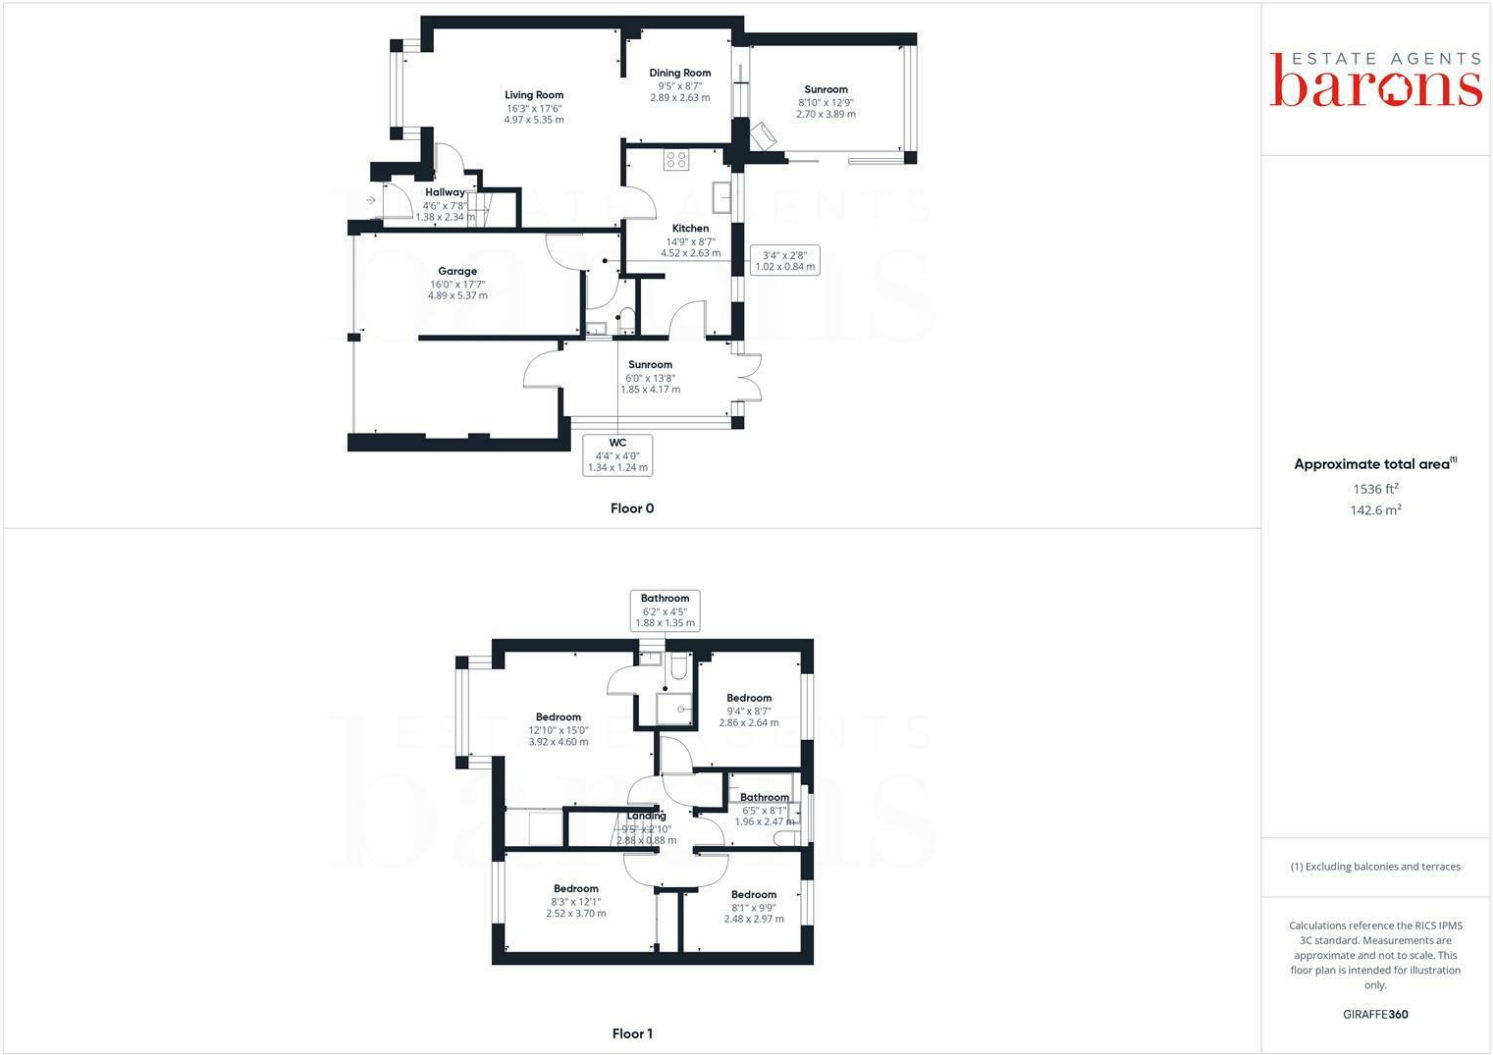 Living Room
16'3" x 17'6"
4.97 x 5.35 m
Dining Room
9'5" x 8'7"
2.89 x 2.63 m
Sunroom
8'10" x 12'9"
2.70 x 3.89 m
Hallway
4'6" x 7'8"
1.38 x 2.34 m
Kitchen
14'9" x 8'7"
4.52 x 2.63 m
3'4" x 2'8"
1.02 x 0.84 m
Garage
16'0" x 17'7"
4.89 x 5.37 m
Sunroom
6'0" x 13'8"
1.85 x 4.17 m
WC
4'4" x 4'0"
1.34 x 1.24 m
Floor 0
ESTATE AGENTS
barons
Bathroom
6'2" x 4'5"
1.88 x 1.35 m
Bedroom
12'10" x 15'0"
3.92 x 4.60 m
Bedroom
9'4" x 8'7"
2.86 x 2.64 m
Bathroom
6'5" x 8'1"
1.96 x 2.47 m
Landing
9'5" x 2'10"
2.88 x 0.88 m
Bedroom
8'3" x 12'1"
2.52 x 3.70 m
Bedroom
8'1" x 9'9"
2.48 x 2.97 m
Floor 1
ESTATE AGENTS
barons
ESTATE AGENTS
barons
Approximate total area(1)
1536 ft²
142.6 m²
(1) Excluding balconies and terraces
Calculations reference the RICS IPMS
3C standard. Measurements are
approximate and not to scale. This
floor plan is intended for illustration
only.
GIRAFFE360